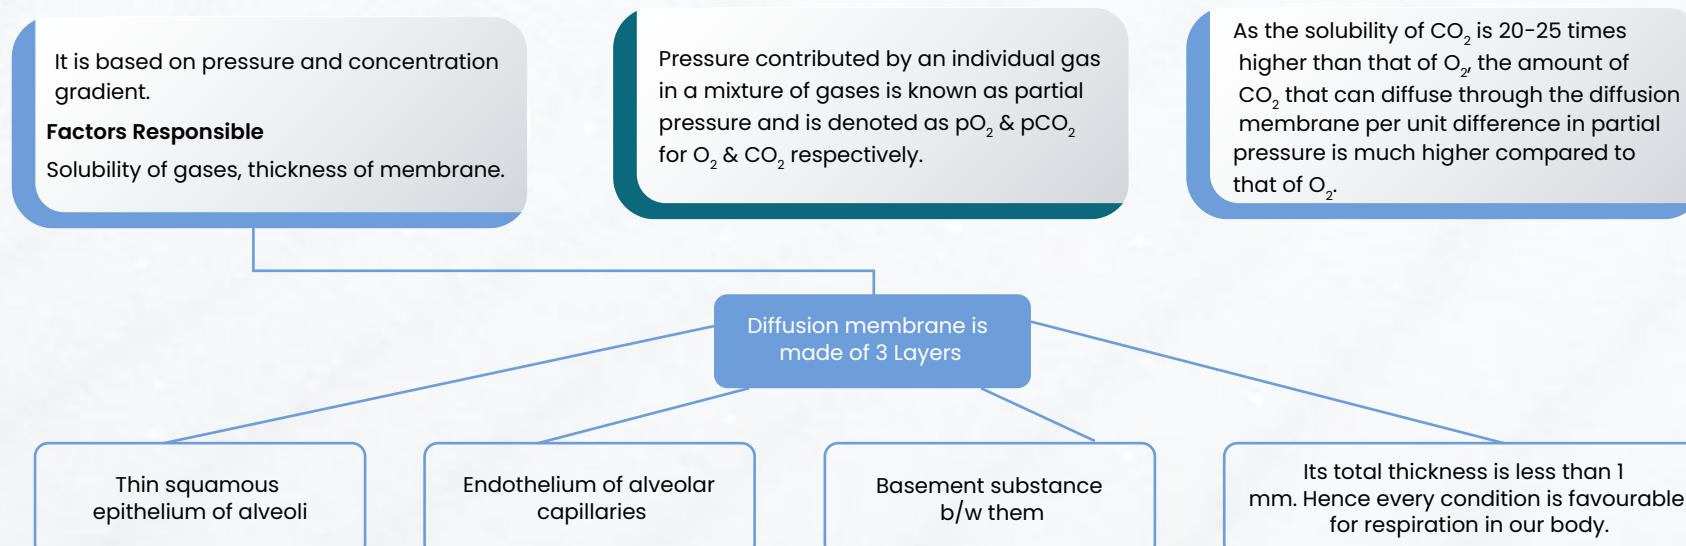 It is based on pressure and concentration
gradient.
Factors Responsible
Solubility of gases, thickness of membrane.
Pressure contributed by an individual gas
in a mixture of gases is known as partial
pressure and is denoted as pO₂ & pCO₂
for O₂ & CO₂ respectively.
As the solubility of CO₂ is 20-25 times
higher than that of O₂, the amount of
CO₂ that can diffuse through the diffusion
membrane per unit difference in partial
pressure is much higher compared to
that of O₂.
Diffusion membrane is
made of 3 Layers
Thin squamous
epithelium of alveoli
Endothelium of alveolar
capillaries
Basement substance
b/w them
Its total thickness is less than 1
mm. Hence every condition is favourable
for respiration in our body.